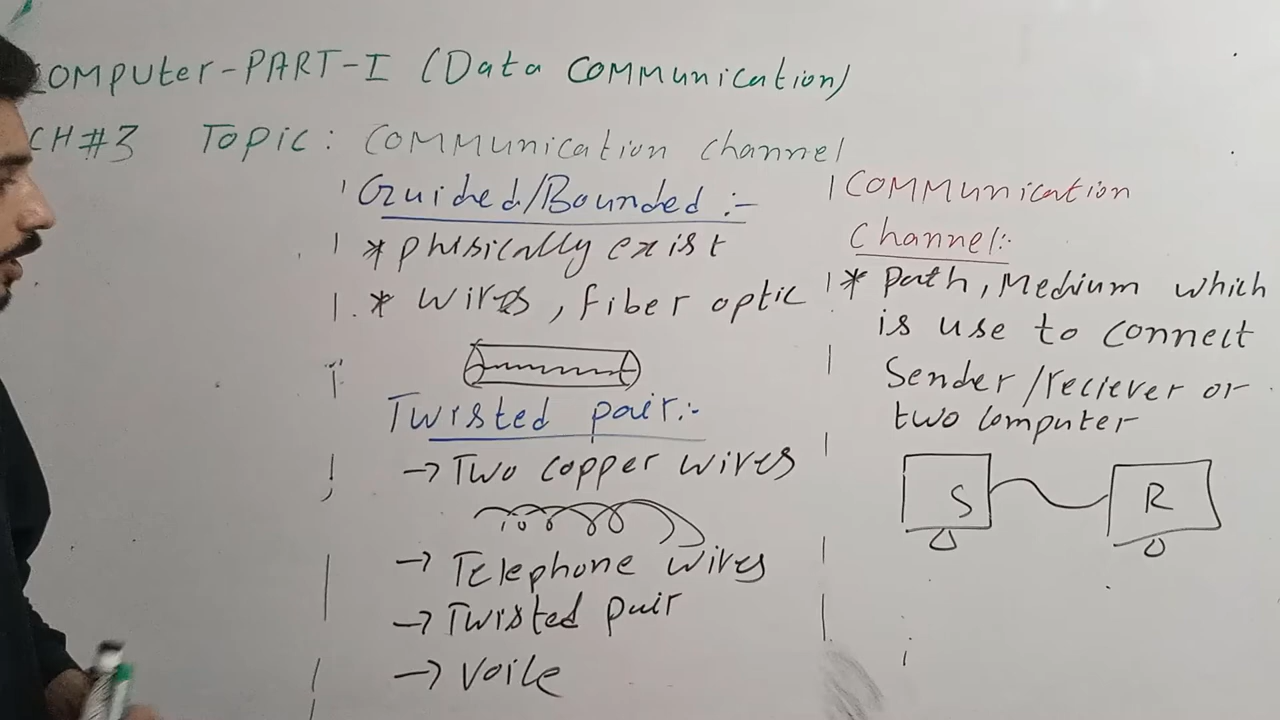 COMPUter-PART-I (Data COMMUnication)
CH#3 Topic: COMMUnication channel
Guided/Bounded :-
* phisically exist
* wires, fiber optic
Twisted pair:-
→ Two copper wires
→ Telephone wires
→ Twisted pair
→ Voice
COMMUnication
Channel:-
* path, Medium which
is use to connect
Sender/reciever or
two computer
S R